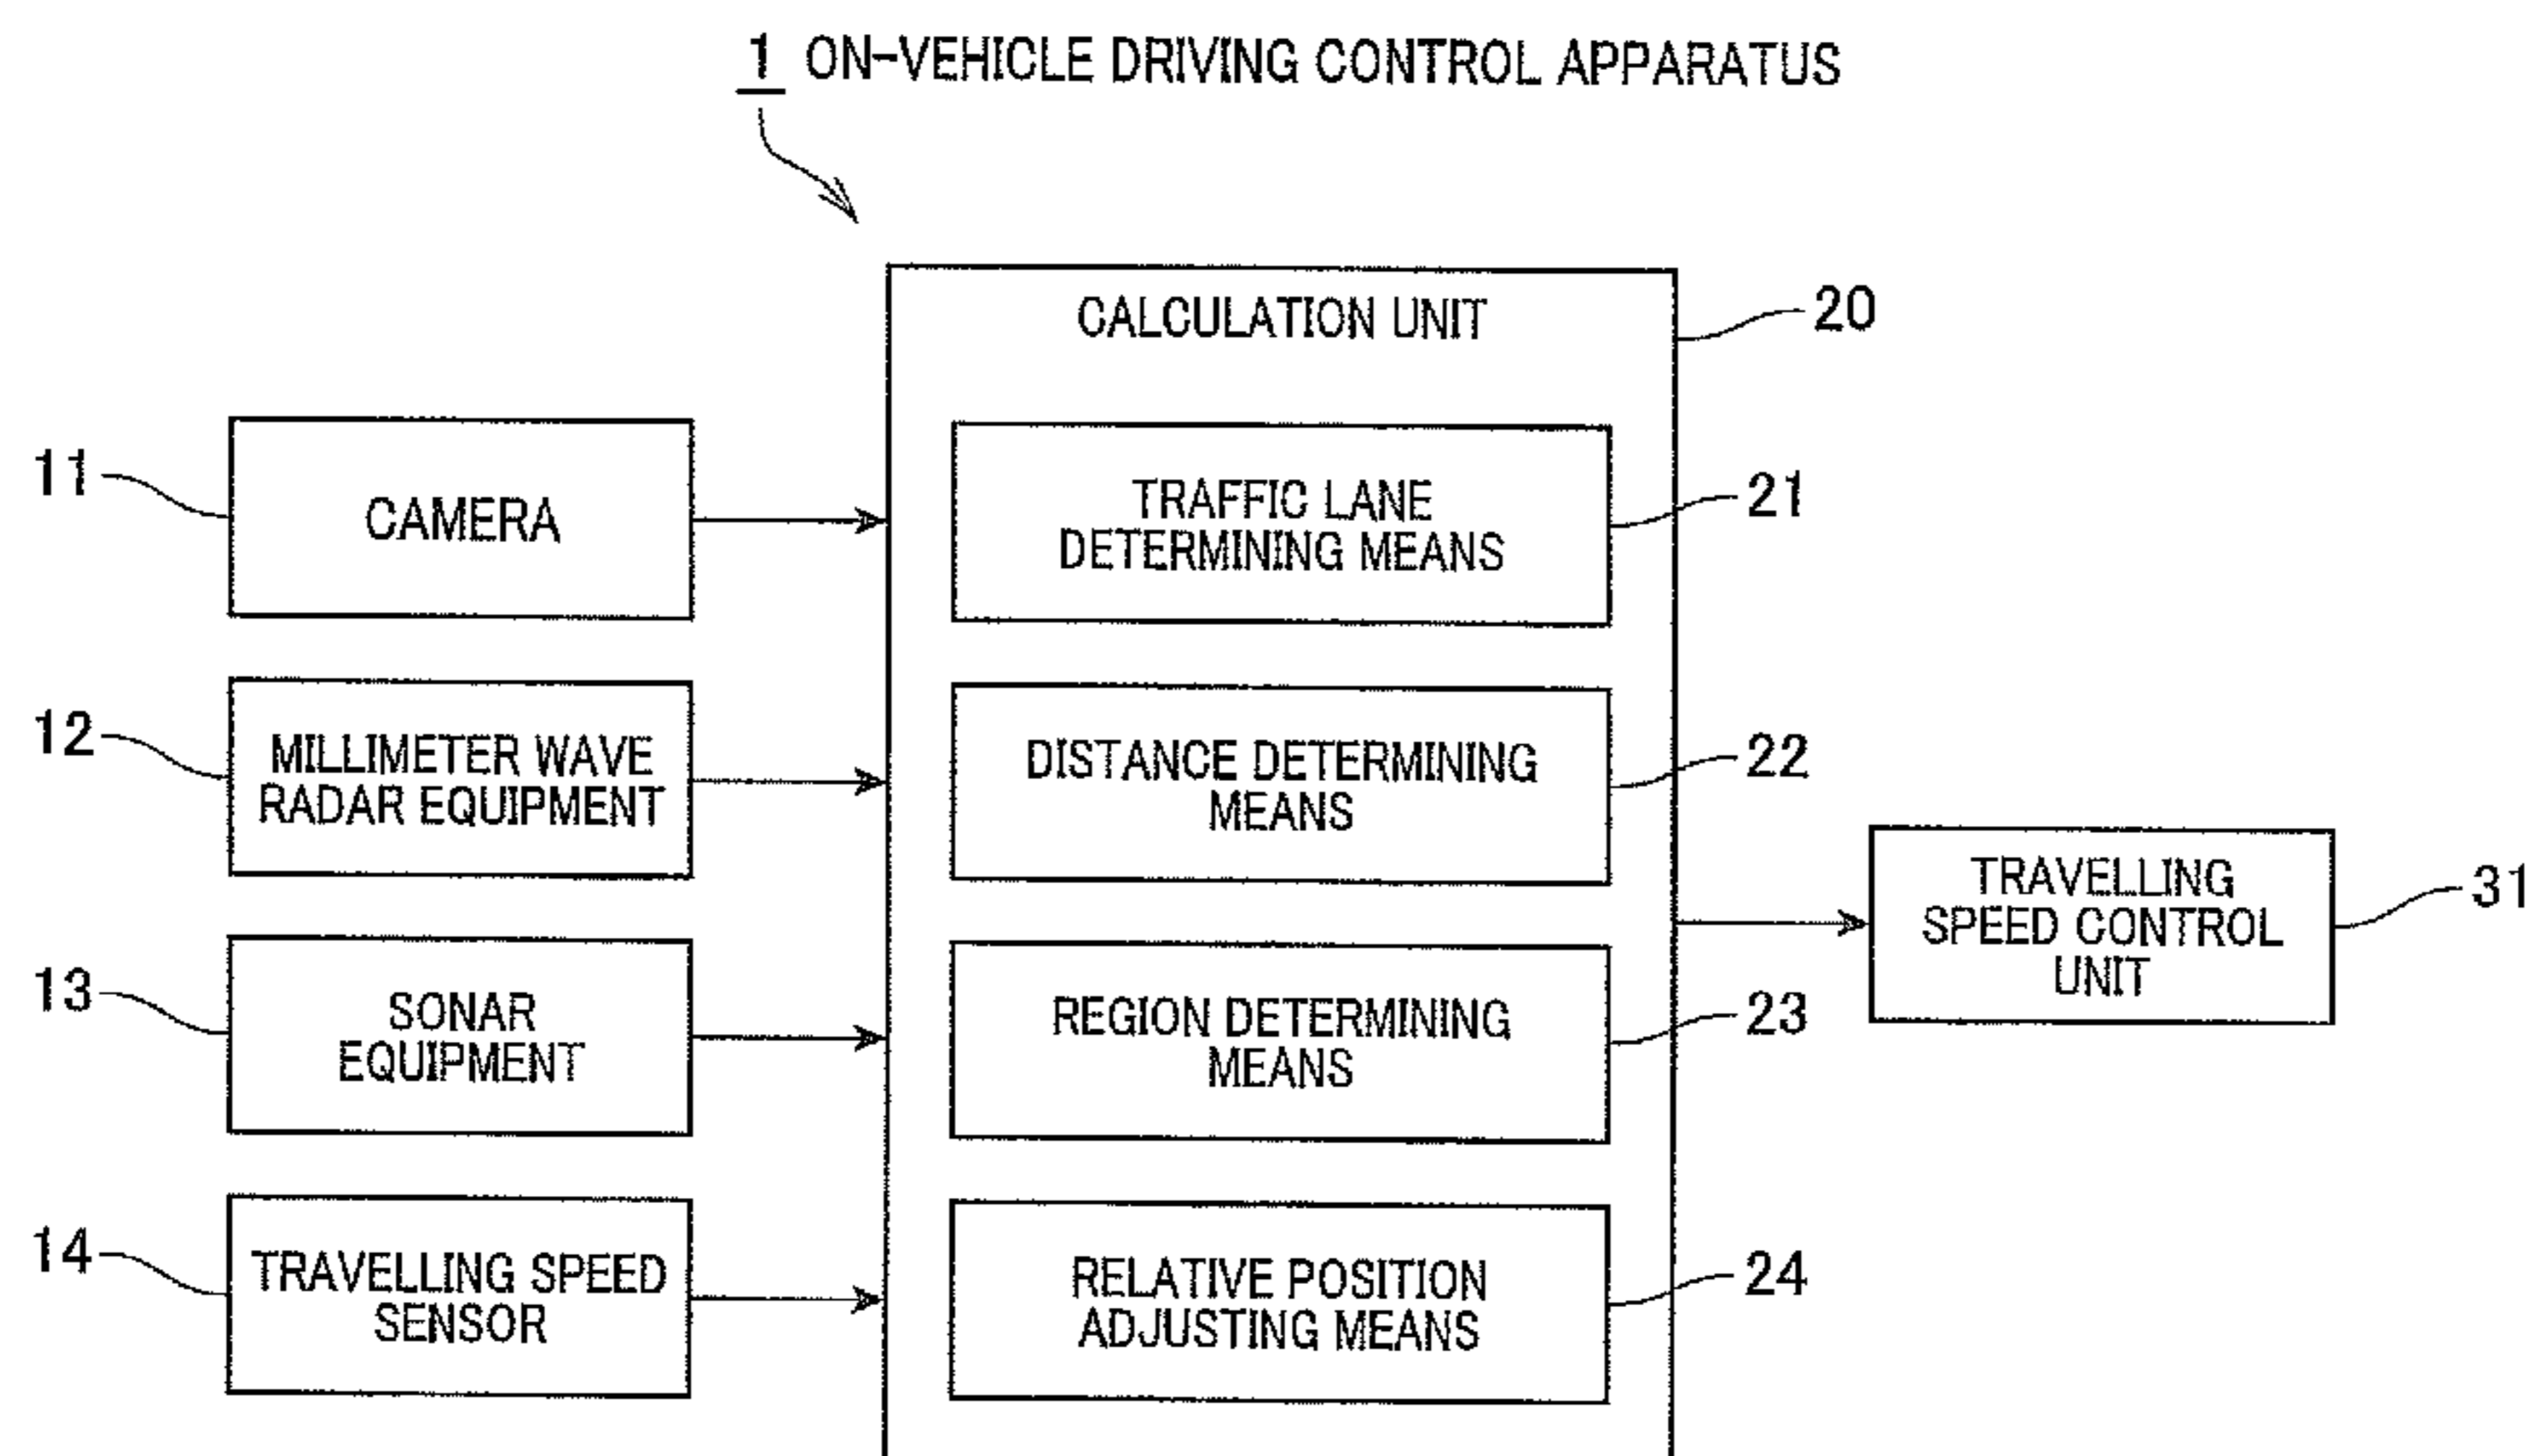 1 ON-VEHICLE DRIVING CONTROL APPARATUS
CALCULATION UNIT
20
11
CAMERA
TRAFFIC LANE
DETERMINING MEANS
21
12
MILLIMETER WAVE
RADAR EQUIPMENT
DISTANCE DETERMINING
MEANS
22
TRAVELLING
SPEED CONTROL
UNIT
31
13
SONAR
EQUIPMENT
REGION DETERMINING
MEANS
23
14
TRAVELLING SPEED
SENSOR
RELATIVE POSITION
ADJUSTING MEANS
24